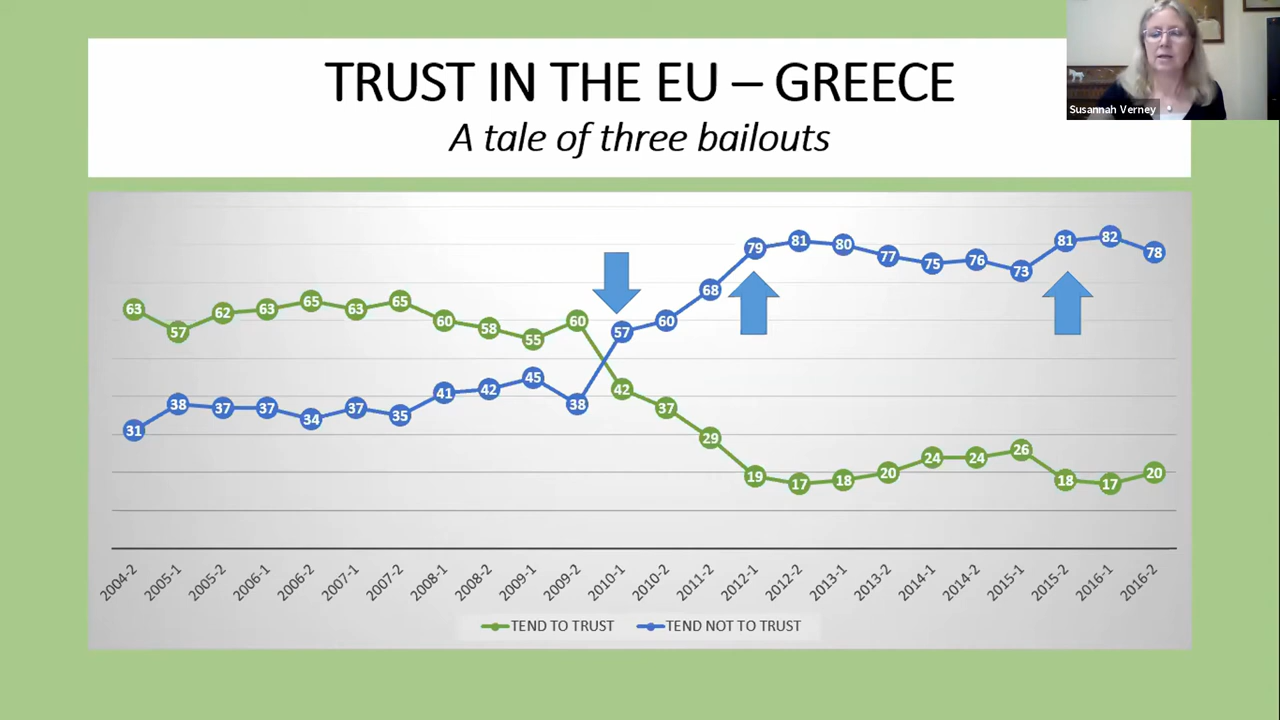 TRUST IN THE EU – GREECE
A tale of three bailouts
Susannah Verney
63 57 62 63 65 63 65 60 58 55 60 42 37 29 19 17 18 20 24 24 26 18 17 20
31 38 37 37 34 37 35 41 42 45 38 57 60 68 79 81 80 77 75 76 73 81 82 78
2004-2 2005-1 2005-2 2006-1 2006-2 2007-1 2007-2 2008-1 2008-2 2009-1 2009-2 2010-1 2010-2 2011-2 2012-1 2012-2 2013-1 2013-2 2014-1 2014-2 2015-1 2015-2 2016-1 2016-2
TEND TO TRUST TEND NOT TO TRUST